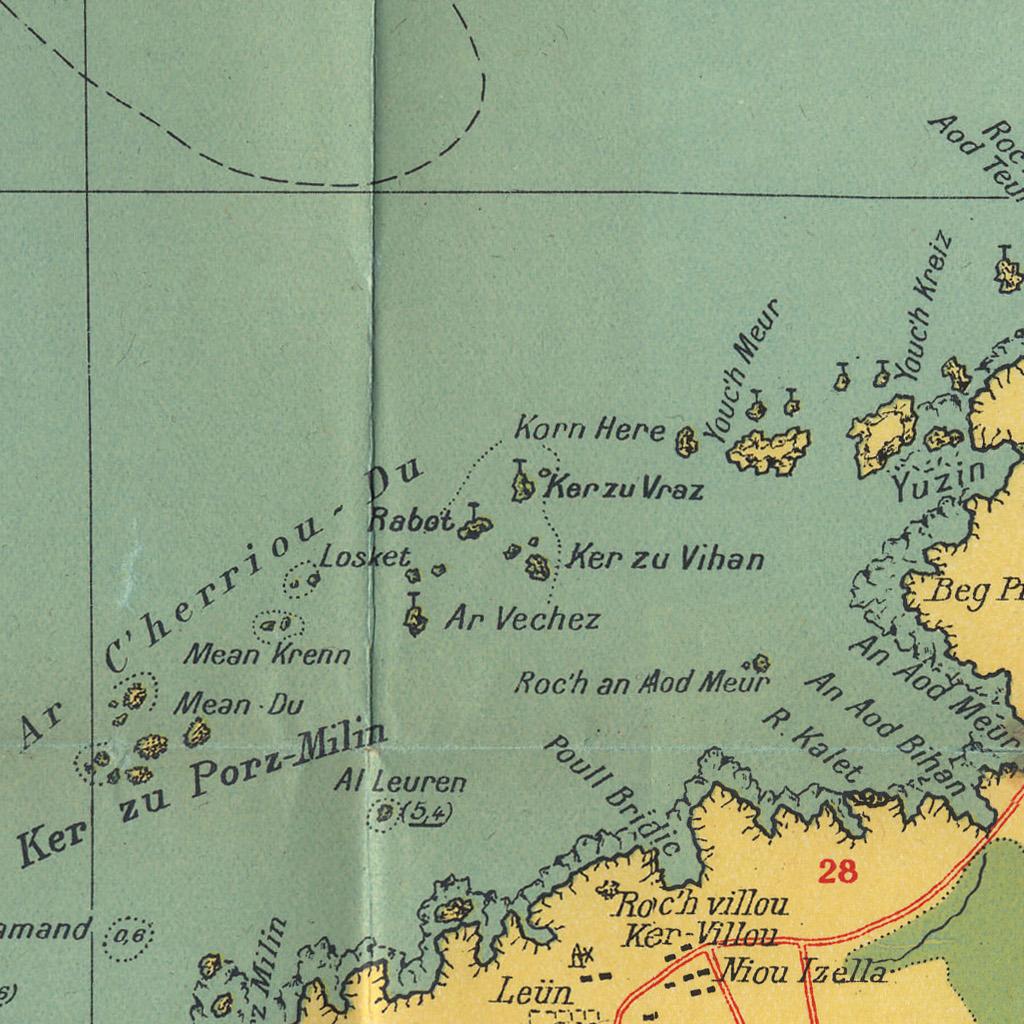 Aod Teur
Youc'h Kreiz
Youc'h Meur
Korn Here
Ar C'herriou-Du
Ker zu Vraz
Yuzin
Rabot
Losket
Ker zu Vihan
Beg
Ar Vechez
Mean Krenn
An Aod Meur
Roc'h an Aod Meur
Mean-Du
An Aod Bihan
R. Kalet
Ker zu Porz-Milin
Poull Bridic
Al Leuren
(5,4)
28
Roc'h villou
amand
0,6
Ker-Villou
Niou Izella
Milin
Leün